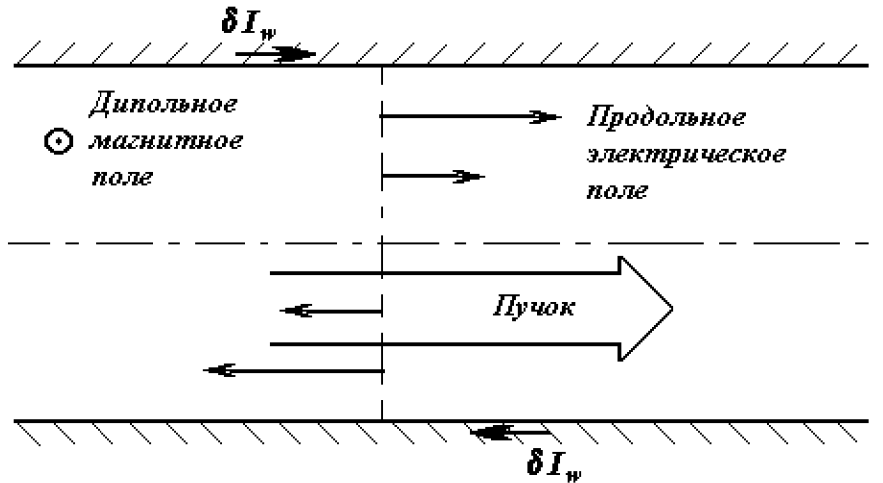 δI_w
Дипольное
магнитное
поле
Продольное
электрическое
поле
Пучок
δI_w